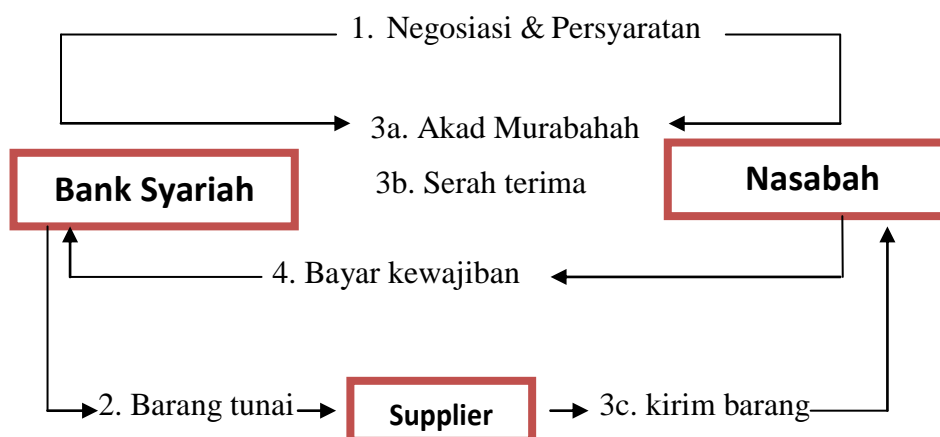 1. Negosiasi & Persyaratan
3a. Akad Murabahah
Bank Syariah
3b. Serah terima
Nasabah
4. Bayar kewajiban
2. Barang tunai
Supplier
3c. kirim barang